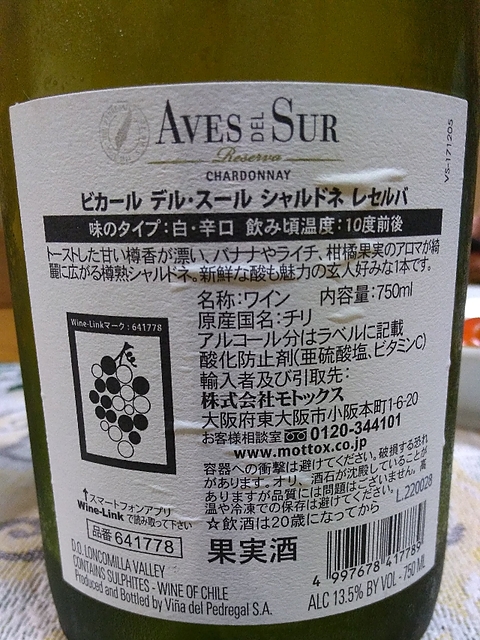 AVES DEL SUR
Reserva
CHARDONNAY
VS-171205
ビカール デル・スール シャルドネ レセルバ
味のタイプ:白・辛口 飲み頃温度:10度前後
トーストした甘い樽香が漂い、バナナやライチ、柑橘果実のアロマが綺
麗に広がる樽熟シャルドネ。新鮮な酸も魅力の玄人好みな1本です。
名称:ワイン 内容量:750ml
原産国名:チリ
アルコール分はラベルに記載
酸化防止剤(亜硫酸塩、ビタミンC)
輸入者及び引取先:
株式会社モトックス
大阪府東大阪市小阪本町1-6-20
お客様相談室 0120-344101
www.mottox.co.jp
容器への衝撃は避けてください。破損する恐れ
があります。オリ、酒石が沈殿していることが
ありますが品質には問題はございません。高
温や冷凍での保存は避けてください。
L.220028
☆飲酒は20歳になってから
Wine-Linkマーク:641778
↑スマートフォンアプリ
Wine-Linkで読み取って下さい
品番 641778
果実酒
D.O. LONCOMILLA VALLEY
CONTAINS SULPHITES - WINE OF CHILE
Produced and Bottled by Viña del Pedregal S.A.
4 997678 417785
ALC 13.5% BY VOL - 750 ML